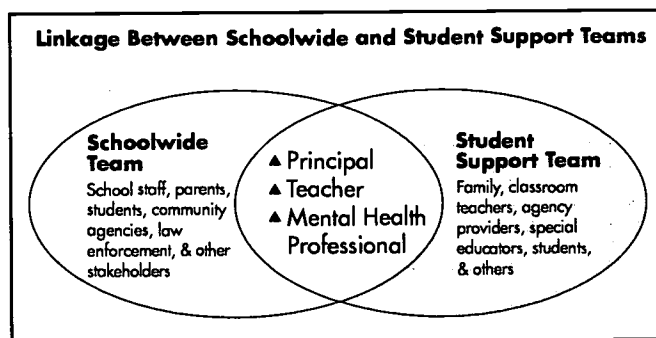 Linkage Between Schoolwide and Student Support Teams
Schoolwide
Team
School staff, parents,
students, community
agencies, law
enforcement, & other
stakeholders
▲ Principal
▲ Teacher
▲ Mental Health
Professional
Student
Support Team
Family, classroom
teachers, agency
providers, special
educators, students,
& others